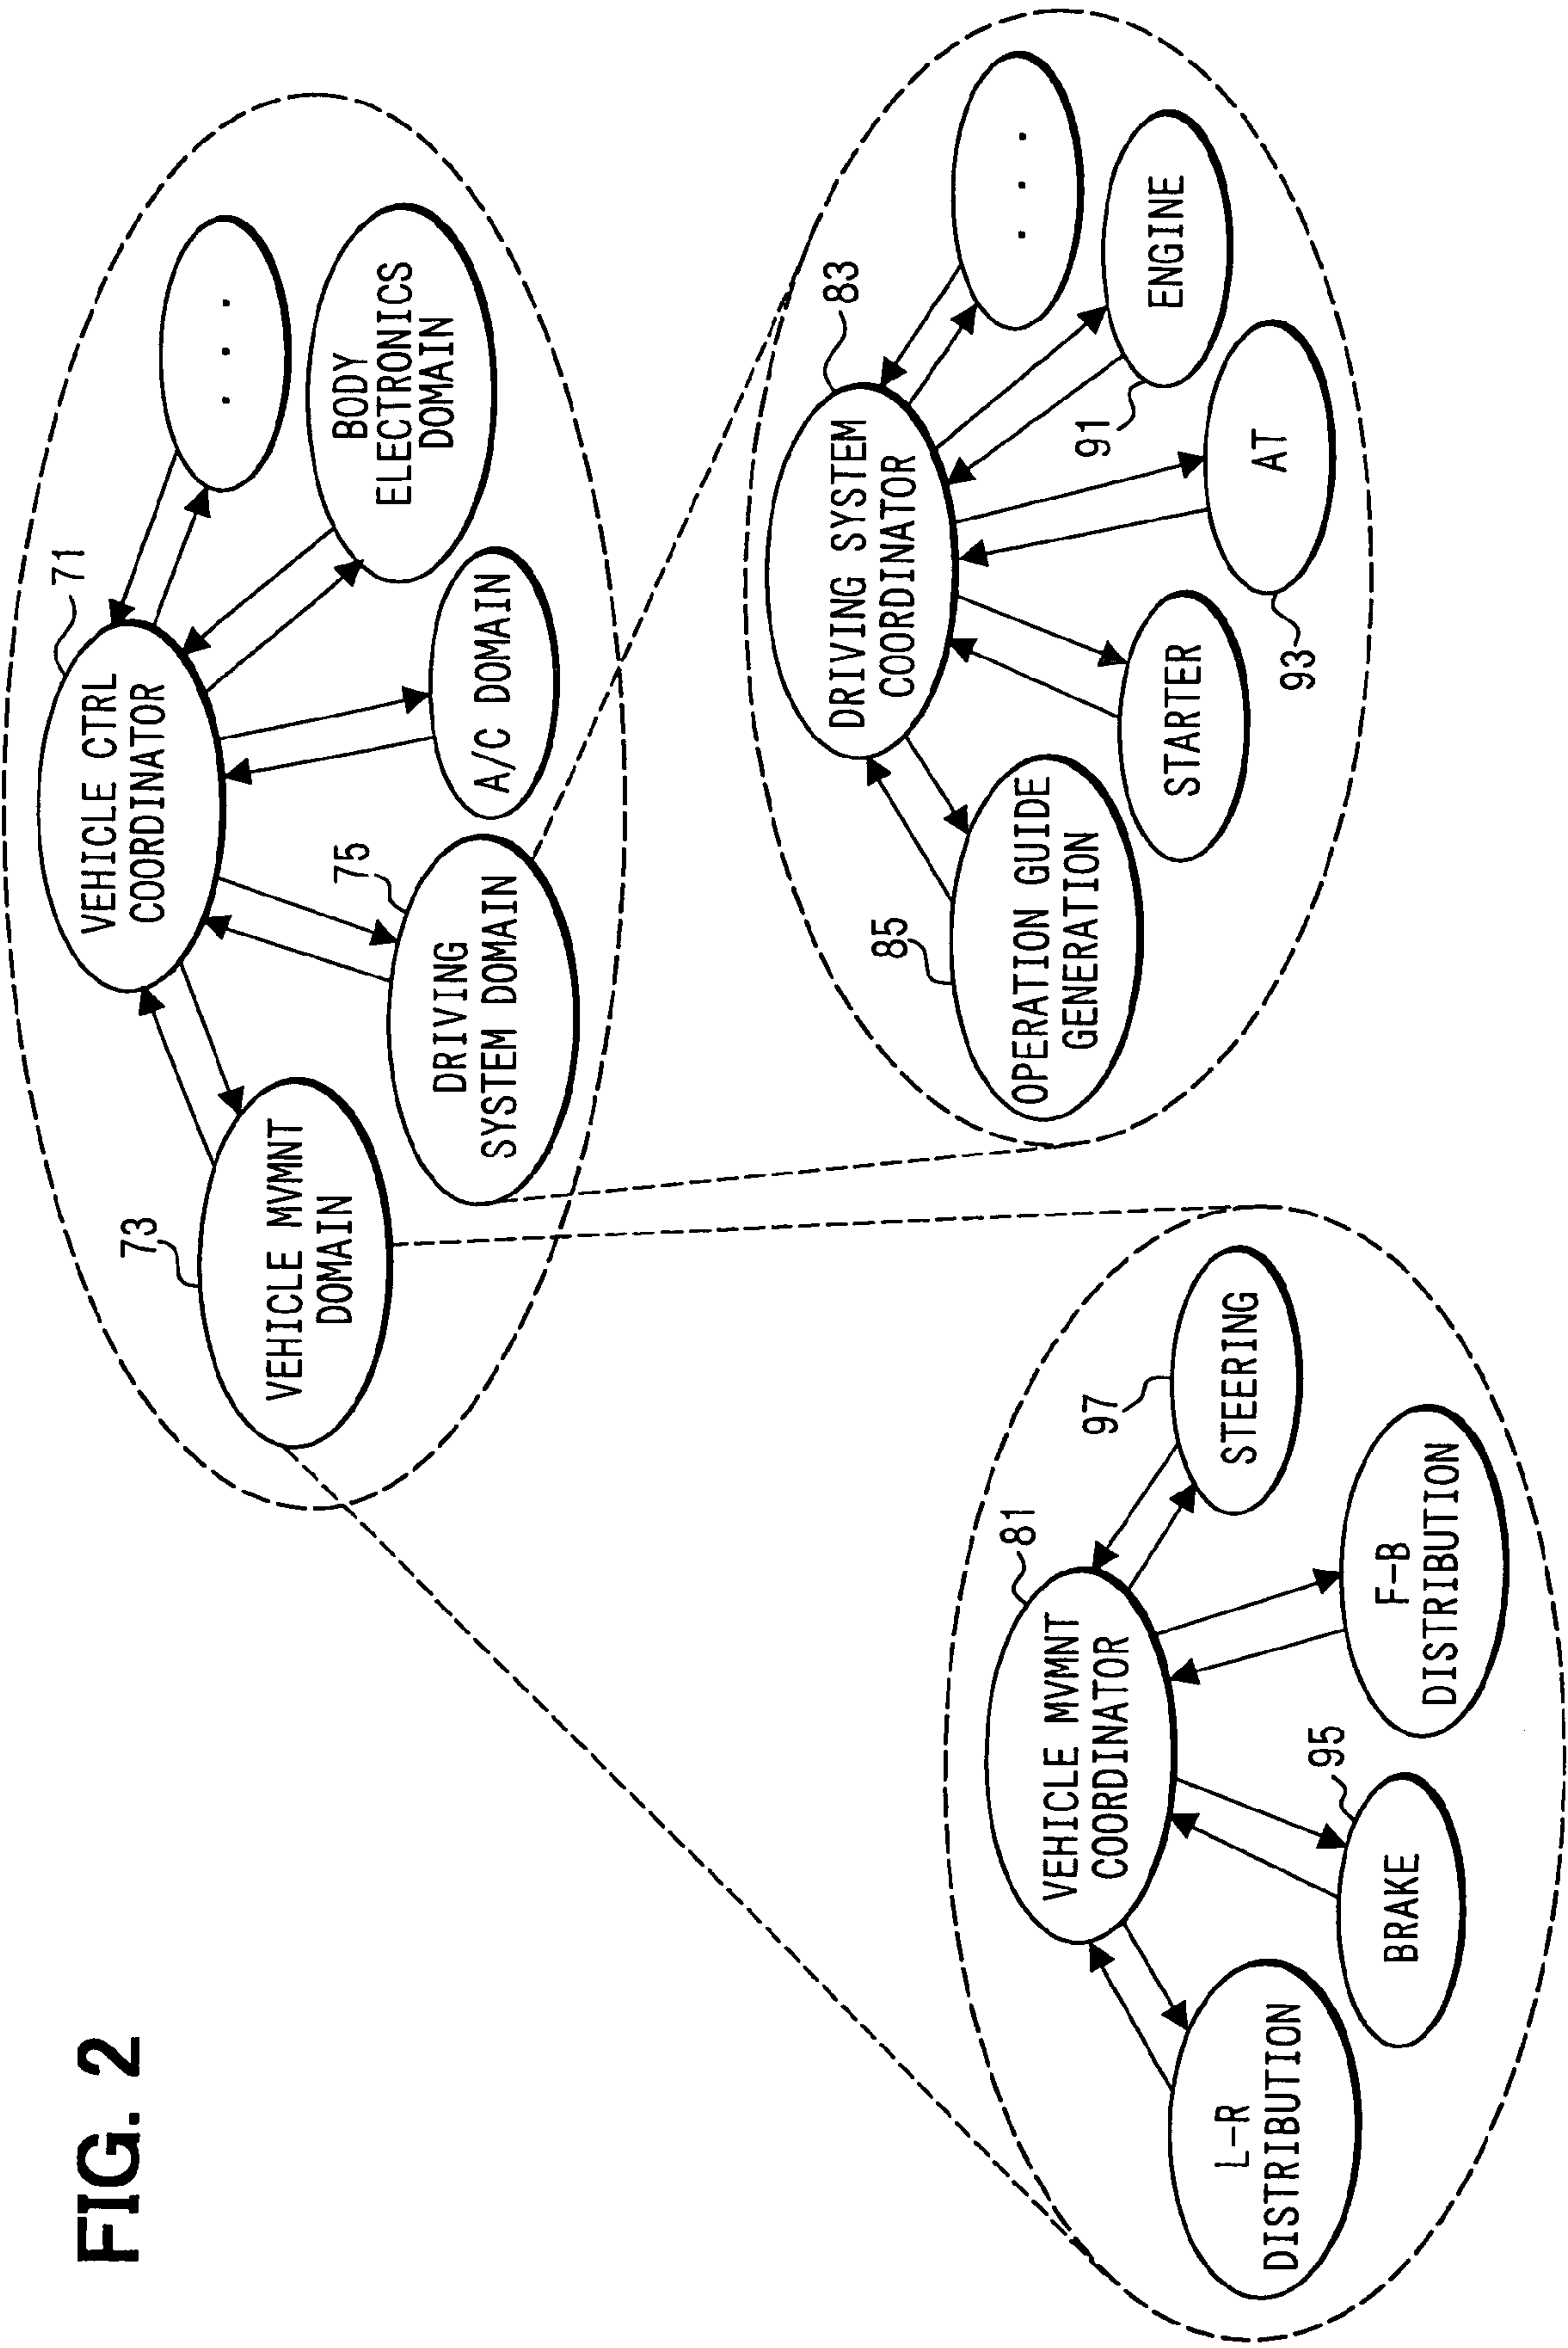 FIG. 2
71
VEHICLE CTRL
COORDINATOR
73
VEHICLE MVMNT
DOMAIN
75
DRIVING
SYSTEM DOMAIN
A/C DOMAIN
BODY
ELECTRONICS
DOMAIN
. . .
81
VEHICLE MVMNT
COORDINATOR
L-R
DISTRIBUTION
95
BRAKE
F-B
DISTRIBUTION
97
STEERING
83
DRIVING SYSTEM
COORDINATOR
85
OPERATION GUIDE
GENERATION
STARTER
93
AT
91
ENGINE
. . .